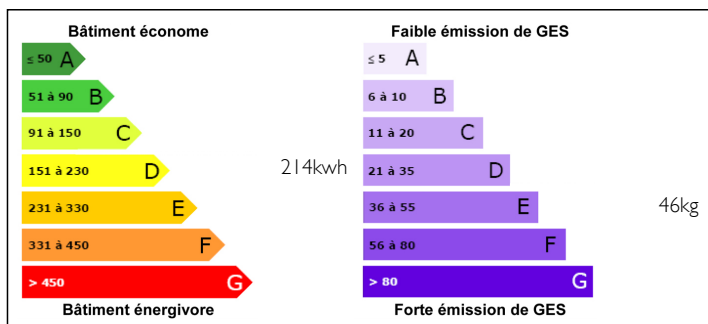 Bâtiment économe
≤ 50 A
51 à 90 B
91 à 150 C
151 à 230 D
214kwh
231 à 330 E
331 à 450 F
> 450 G
Bâtiment énergivore
Faible émission de GES
≤ 5 A
6 à 10 B
11 à 20 C
21 à 35 D
36 à 55 E
46kg
56 à 80 F
> 80 G
Forte émission de GES